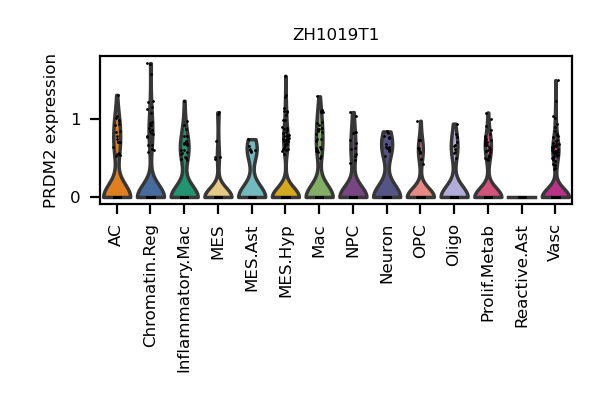 ZH1019T1
PRDM2 expression
1
0
AC
Chromatin.Reg
Inflammatory.Mac
MES
MES.Ast
MES.Hyp
Mac
NPC
Neuron
OPC
Oligo
Prolif.Metab
Reactive.Ast
Vasc